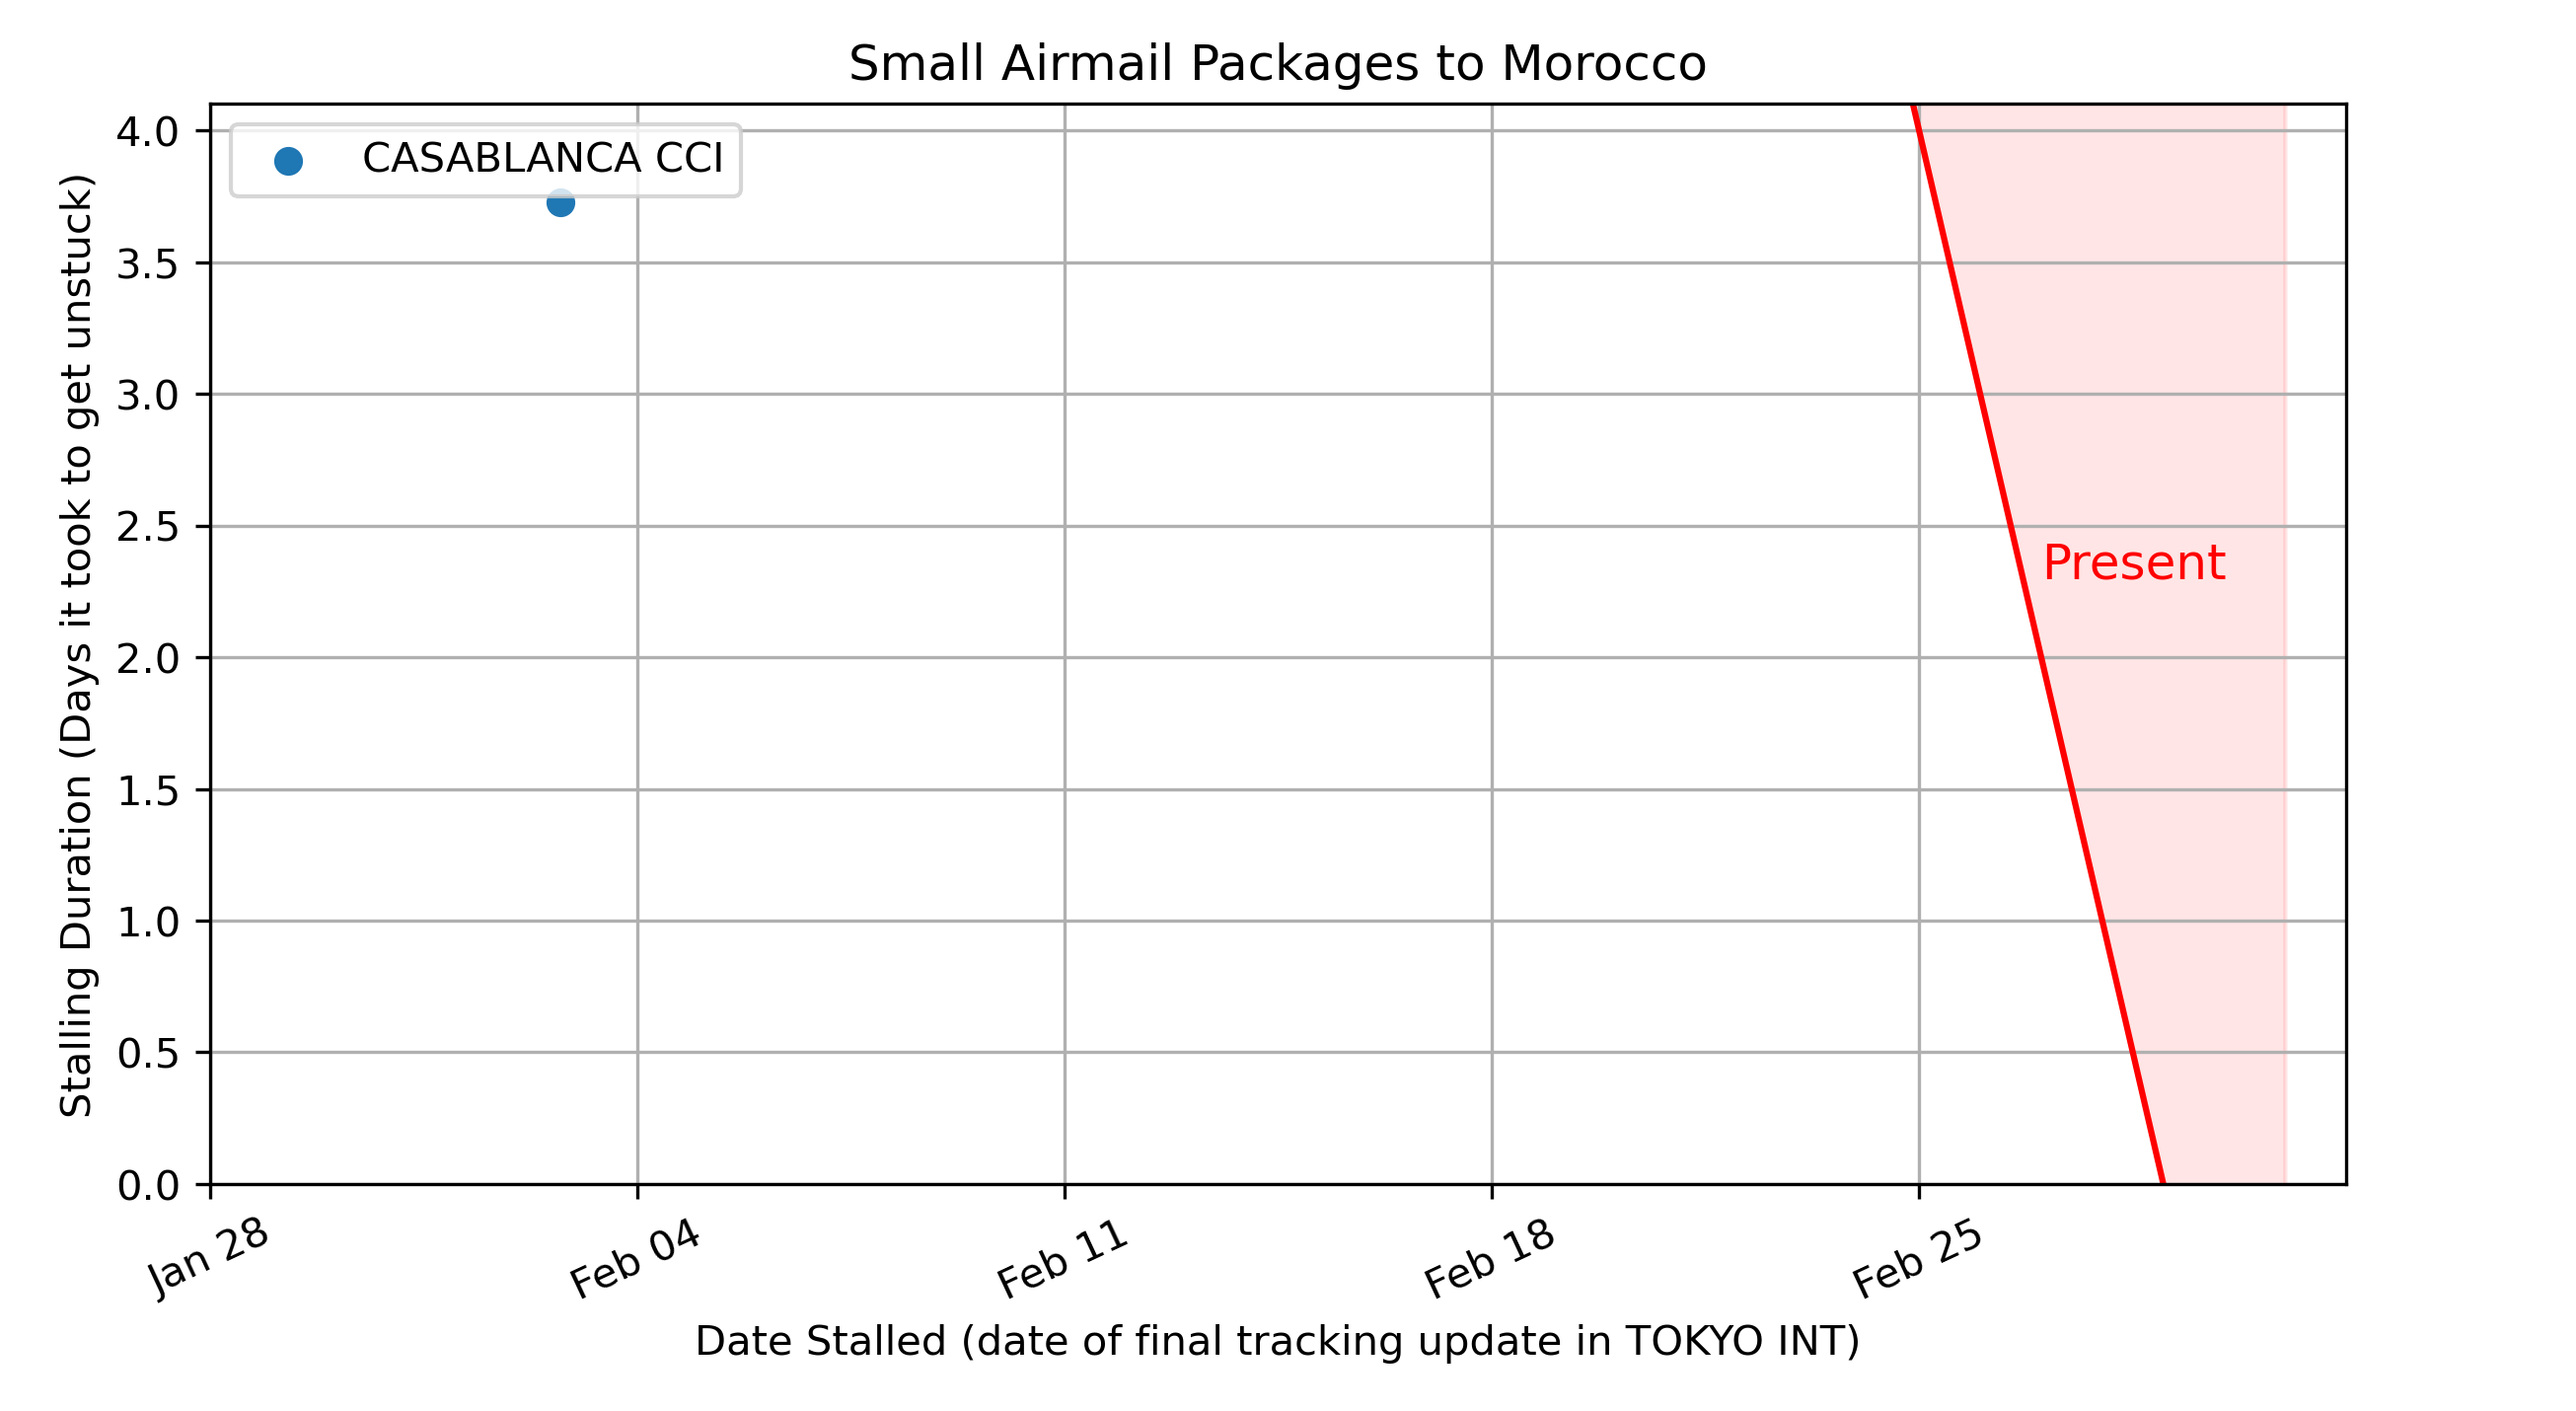 Small Airmail Packages to Morocco
CASABLANCA CCI
Stalling Duration (Days it took to get unstuck)
4.0
3.5
3.0
2.5
2.0
1.5
1.0
0.5
0.0
Present
Jan 28
Feb 04
Feb 11
Feb 18
Feb 25
Date Stalled (date of final tracking update in TOKYO INT)